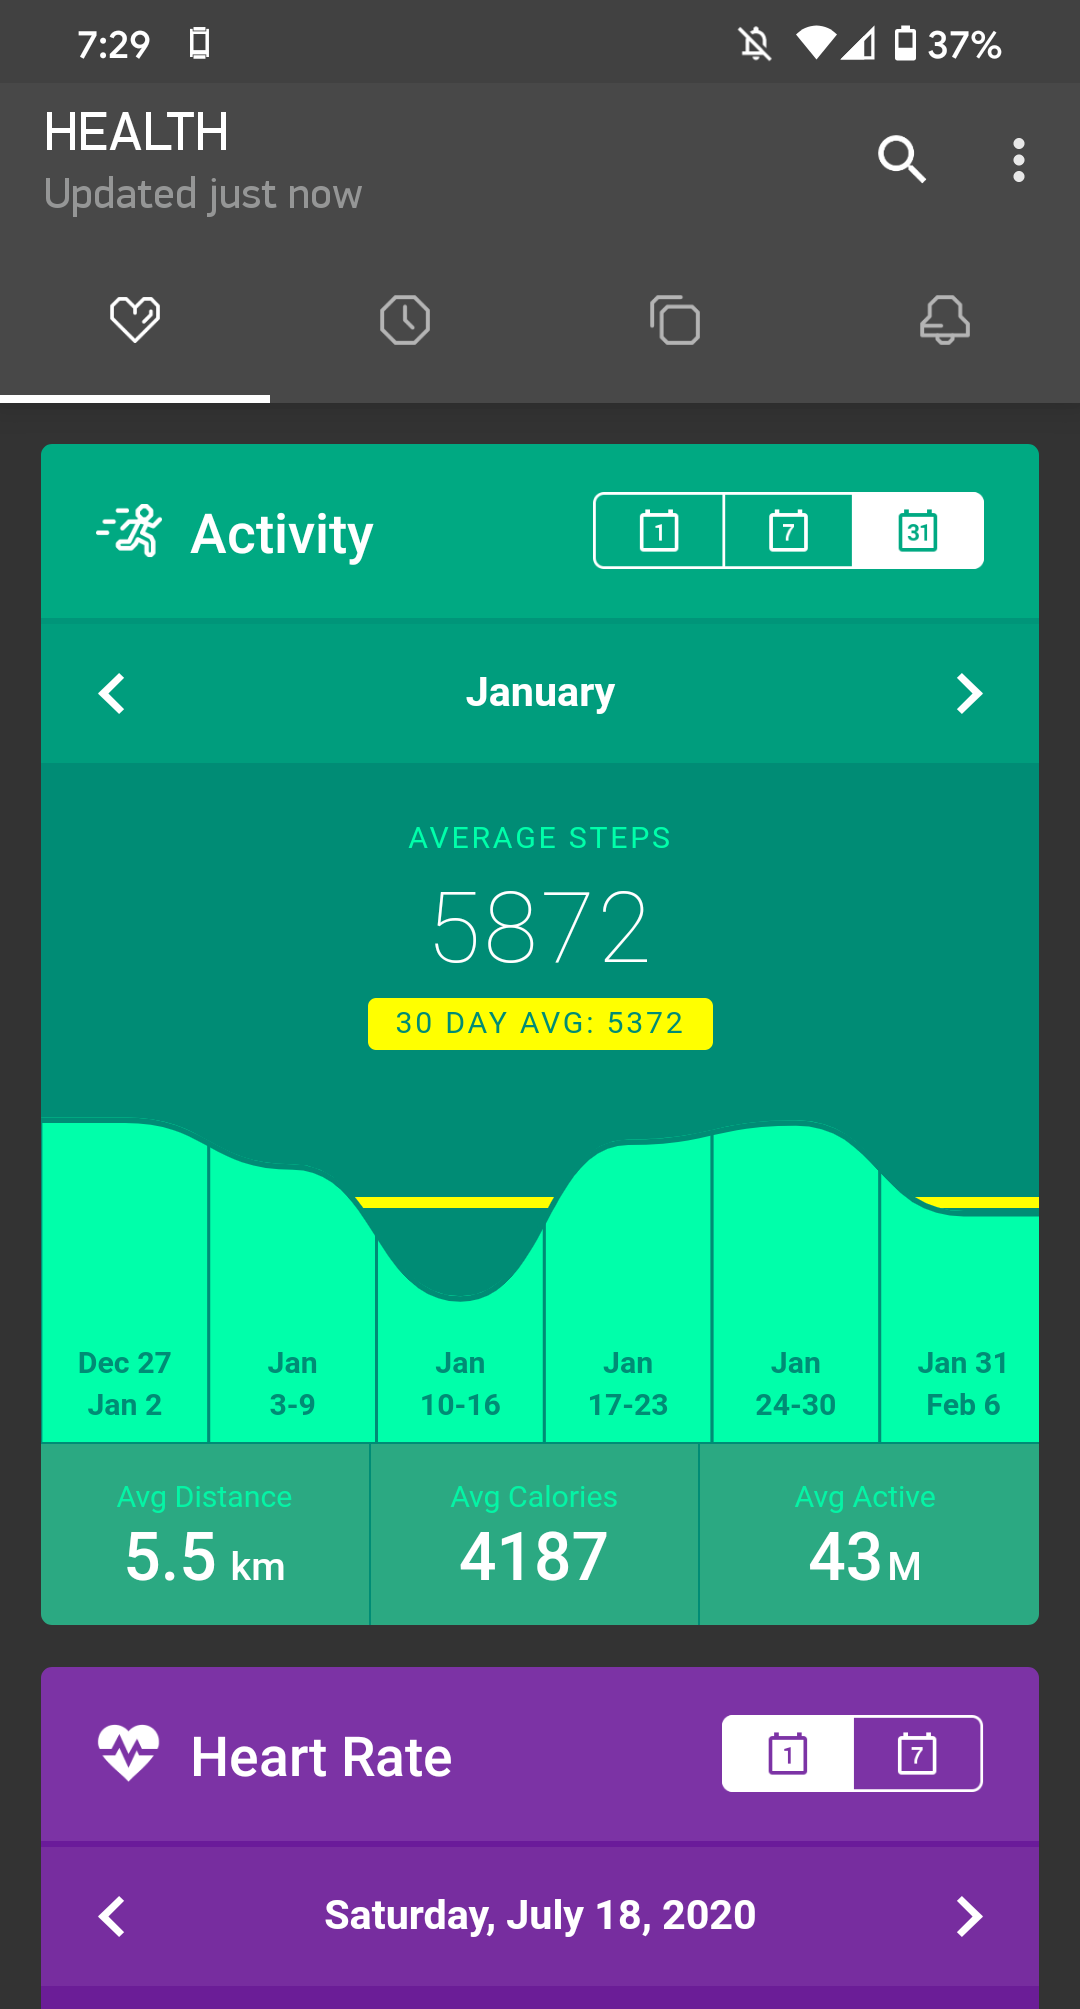 7:29
37%
HEALTH
Updated just now
Activity
1
7
31
January
AVERAGE STEPS
5872
30 DAY AVG: 5372
Dec 27
Jan 2
Jan
3-9
Jan
10-16
Jan
17-23
Jan
24-30
Jan 31
Feb 6
Avg Distance
5.5 km
Avg Calories
4187
Avg Active
43 M
Heart Rate
1
7
Saturday, July 18, 2020